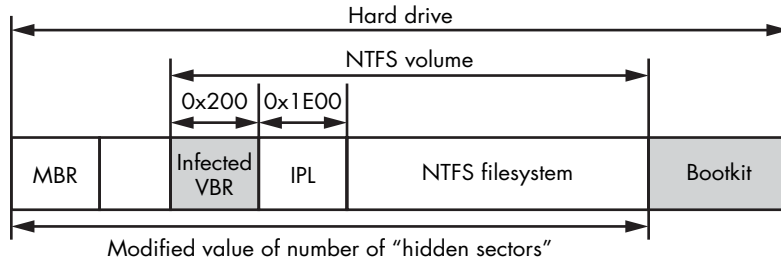 Hard drive
NTFS volume
0x200
0x1E00
MBR
Infected
VBR
IPL
NTFS filesystem
Bootkit
Modified value of number of “hidden sectors”